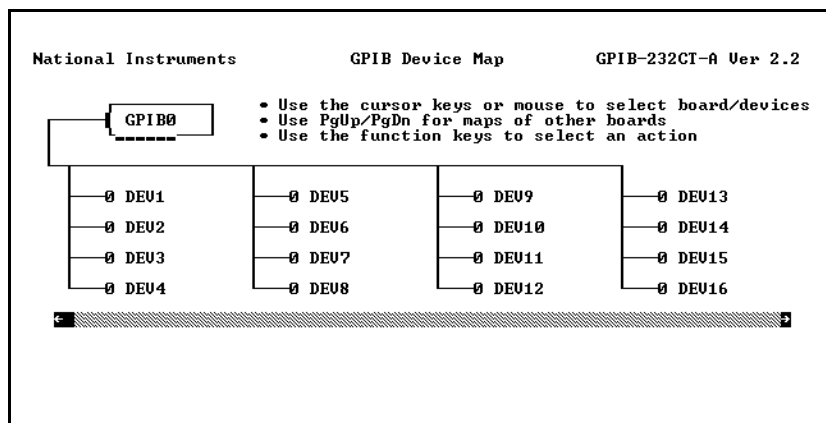 National Instruments GPIB Device Map GPIB-232CT-A Ver 2.2
GPIB0
• Use the cursor keys or mouse to select board/devices
• Use PgUp/PgDn for maps of other boards
• Use the function keys to select an action
0 DEV1 0 DEV5 0 DEV9 0 DEV13
0 DEV2 0 DEV6 0 DEV10 0 DEV14
0 DEV3 0 DEV7 0 DEV11 0 DEV15
0 DEV4 0 DEV8 0 DEV12 0 DEV16